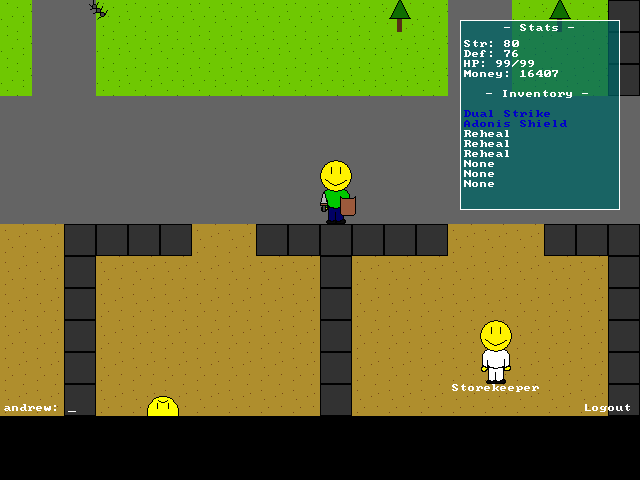 - Stats -
Str: 80
Def: 76
HP: 99/99
Money: 16407
- Inventory -
Dual Strike
Adonis Shield
Reheal
Reheal
Reheal
None
None
None
Storekeeper
andrew: _
Logout